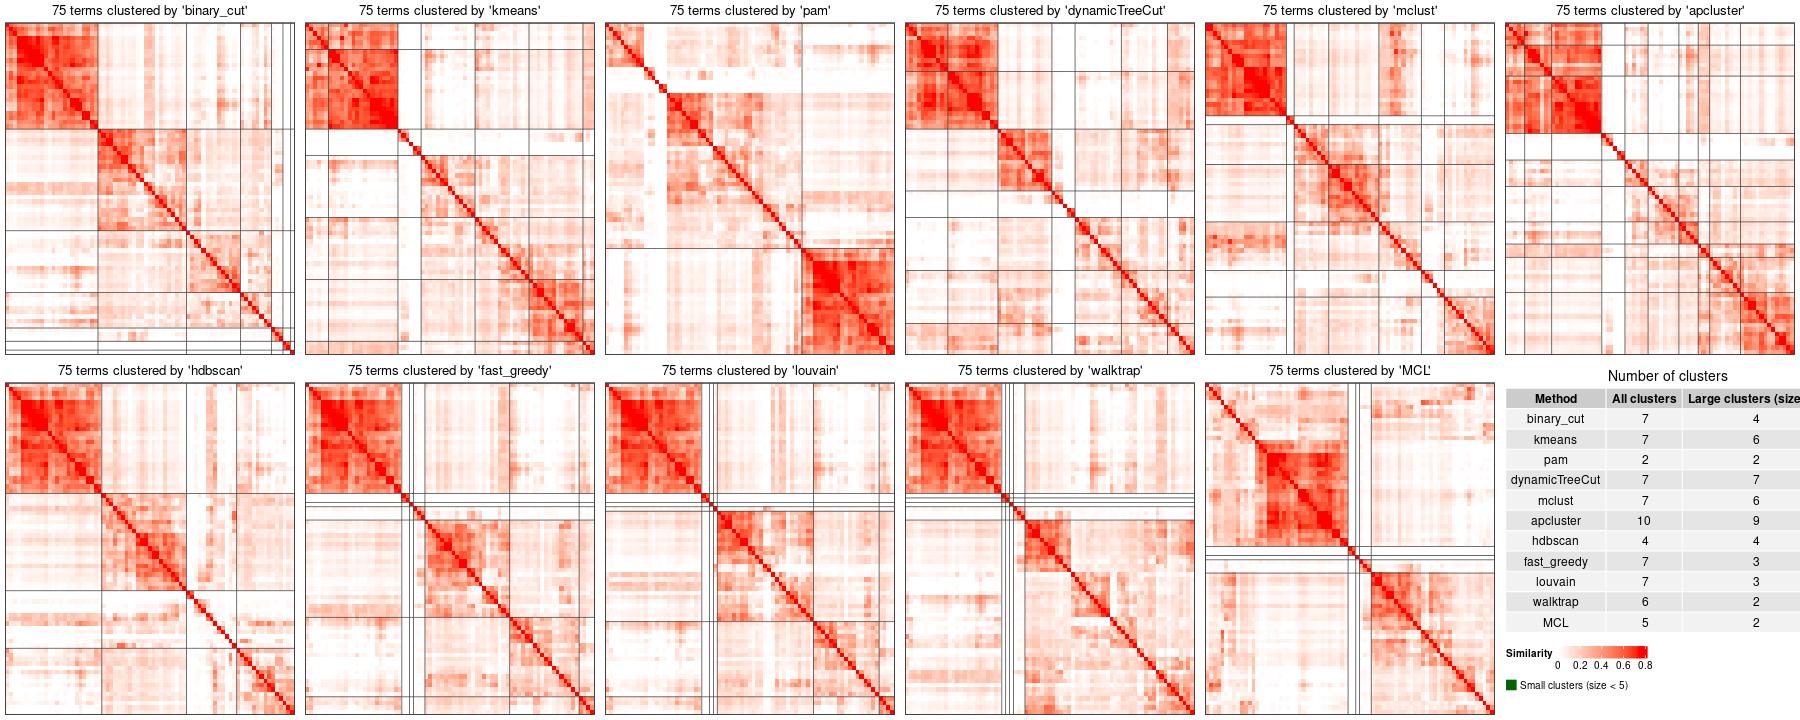 75 terms clustered by 'binary_cut'
75 terms clustered by 'kmeans'
75 terms clustered by 'pam'
75 terms clustered by 'dynamicTreeCut'
75 terms clustered by 'mclust'
75 terms clustered by 'apcluster'
75 terms clustered by 'hdbscan'
75 terms clustered by 'fast_greedy'
75 terms clustered by 'louvain'
75 terms clustered by 'walktrap'
75 terms clustered by 'MCL'
Number of clusters
Method All clusters Large clusters (size
binary_cut 7 4
kmeans 7 6
pam 2 2
dynamicTreeCut 7 7
mclust 7 6
apcluster 10 9
hdbscan 4 4
fast_greedy 7 3
louvain 7 3
walktrap 6 2
MCL 5 2
Similarity
0 0.2 0.4 0.6 0.8
Small clusters (size < 5)